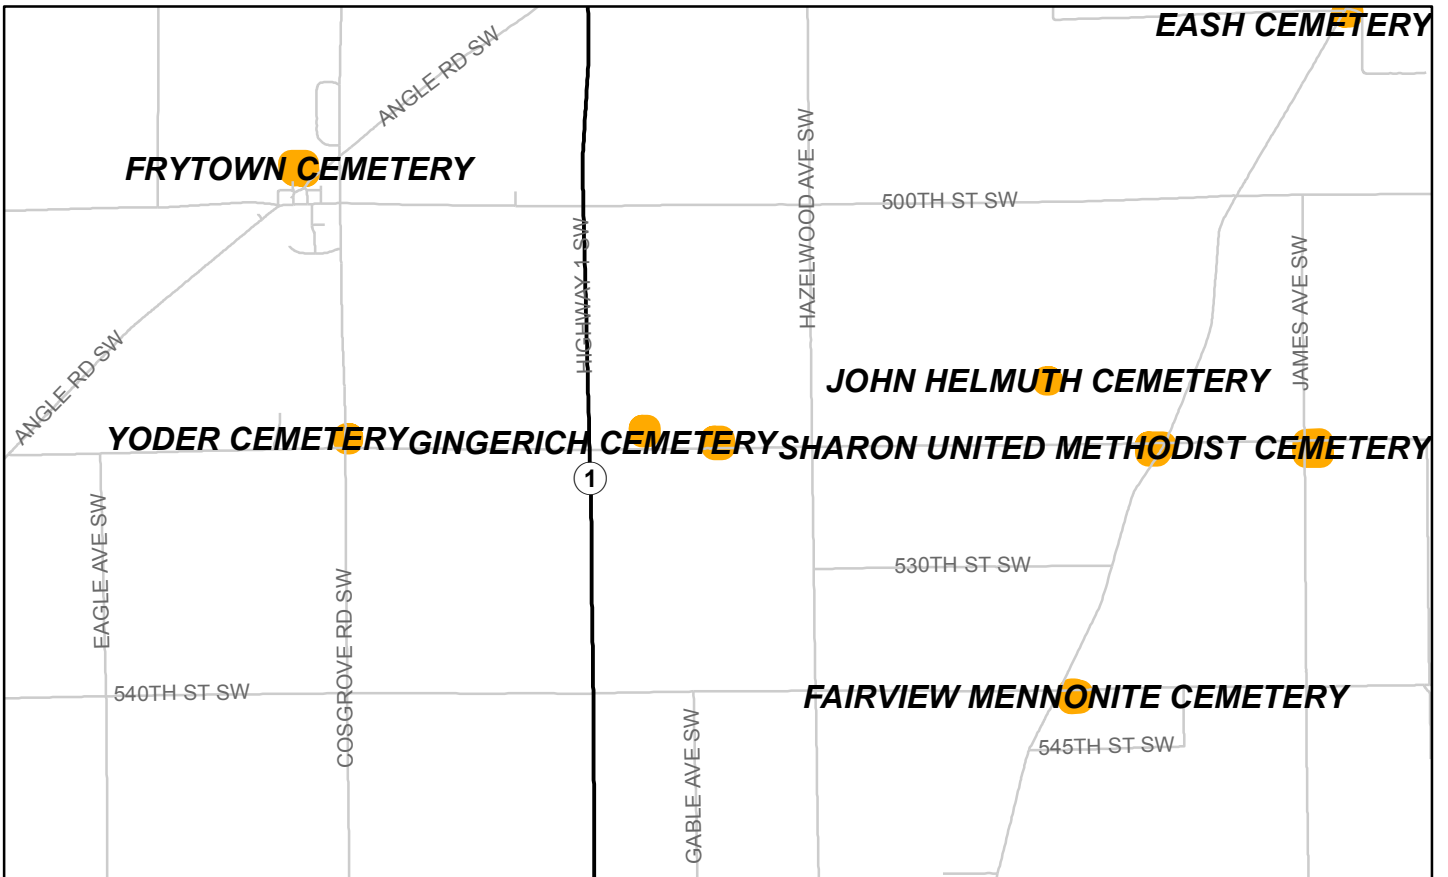 EASH CEMETERY
ANGLE RD SW
FRYTOWN CEMETERY
HAZELWOOD AVE SW
500TH ST SW
HIGHWAY 1 SW
JAMES AVE SW
ANGLE RD SW
JOHN HELMUTH CEMETERY
YODER CEMETERY
GINGERICH CEMETERY
SHARON UNITED METHODIST CEMETERY
1
EAGLE AVE SW
530TH ST SW
COSGROVE RD SW
540TH ST SW
FAIRVIEW MENNONITE CEMETERY
GABLE AVE SW
545TH ST SW